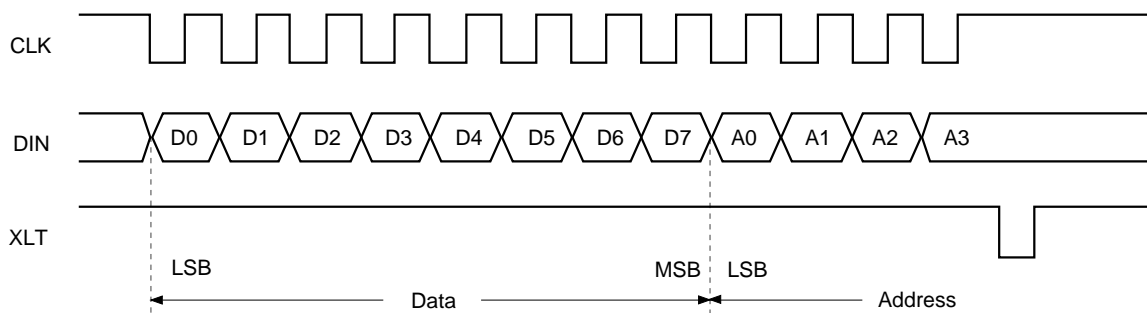 CLK
DIN D0 D1 D2 D3 D4 D5 D6 D7 A0 A1 A2 A3
XLT
LSB MSB LSB
Data Address